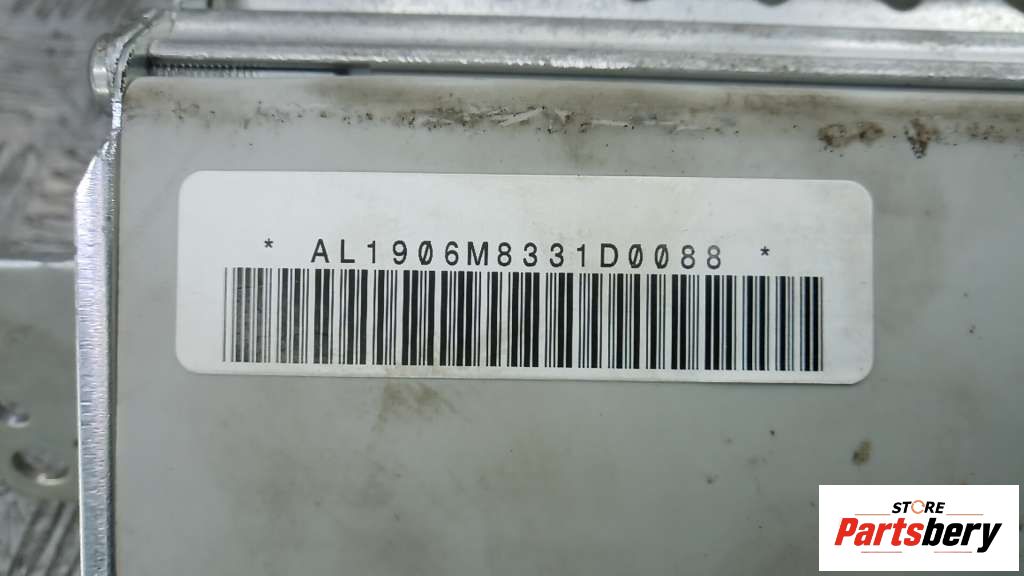 * AL1906M8331D0088 *
STORE
Partsbery